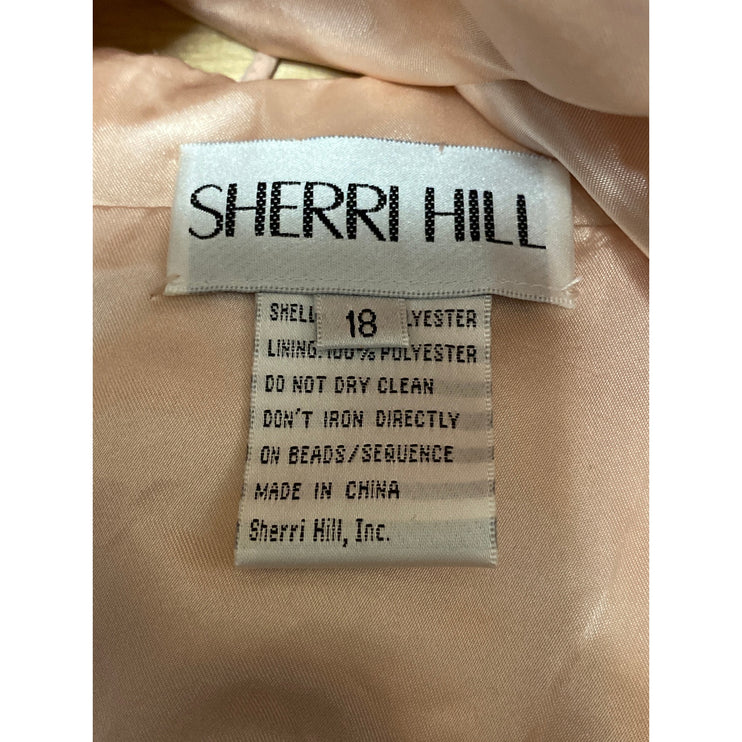 SHERRI HILL
18
SHELL LYESTER
LINING: 100% POLYESTER
DO NOT DRY CLEAN
DON'T IRON DIRECTLY
ON BEADS/SEQUENCE
MADE IN CHINA
Sherri Hill, Inc.